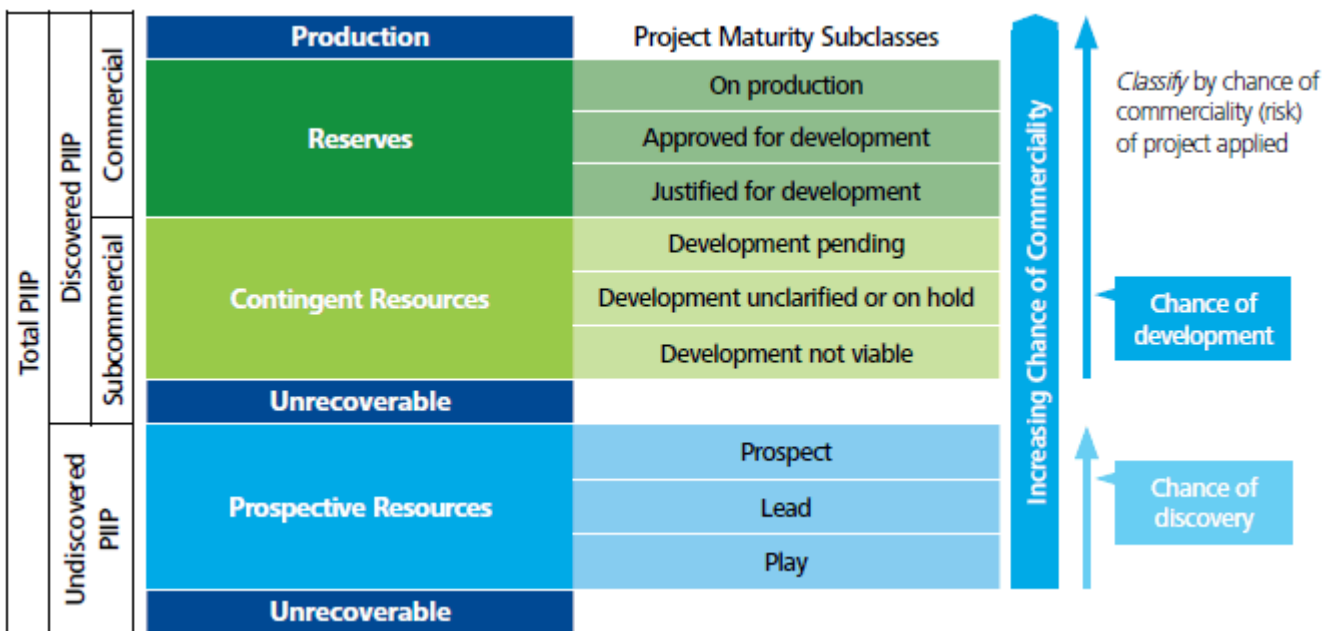 Total PIIP
Discovered PIIP
Undiscovered
PIIP
Commercial
Subcommercial
Production
Project Maturity Subclasses
Reserves
On production
Approved for development
Justified for development
Contingent Resources
Development pending
Development unclarified or on hold
Development not viable
Unrecoverable
Prospective Resources
Prospect
Lead
Play
Unrecoverable
Increasing Chance of Commerciality
Classify by chance of
commerciality (risk)
of project applied
Chance of
development
Chance of
discovery